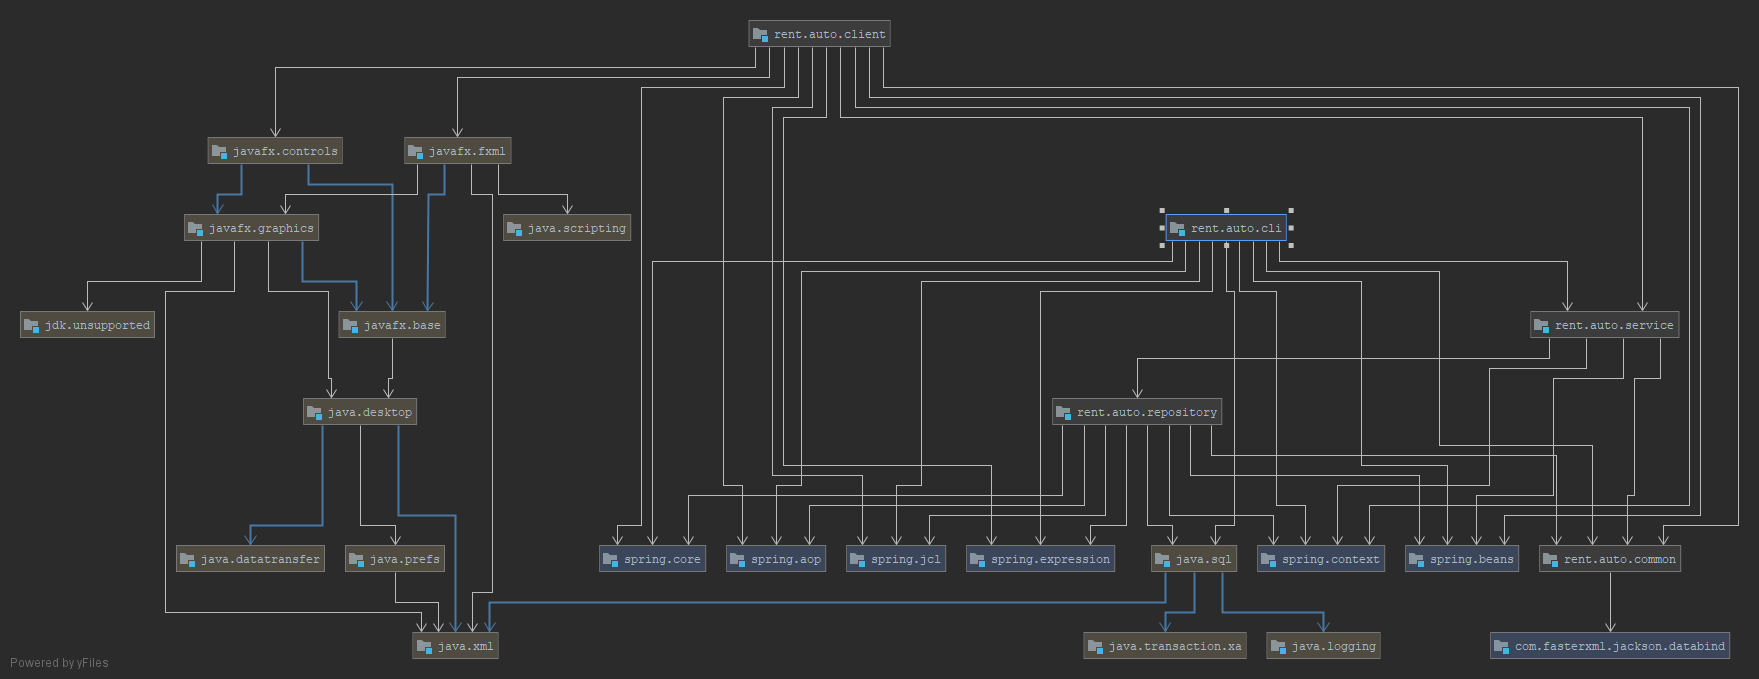 rent.auto.client
javafx.controls
javafx.fxml
javafx.graphics
java.scripting
rent.auto.cli
jdk.unsupported
javafx.base
rent.auto.service
java.desktop
rent.auto.repository
java.datatransfer
java.prefs
spring.core
spring.aop
spring.jcl
spring.expression
java.sql
spring.context
spring.beans
rent.auto.common
java.xml
java.transaction.xa
java.logging
com.fasterxml.jackson.databind
Powered by yFiles